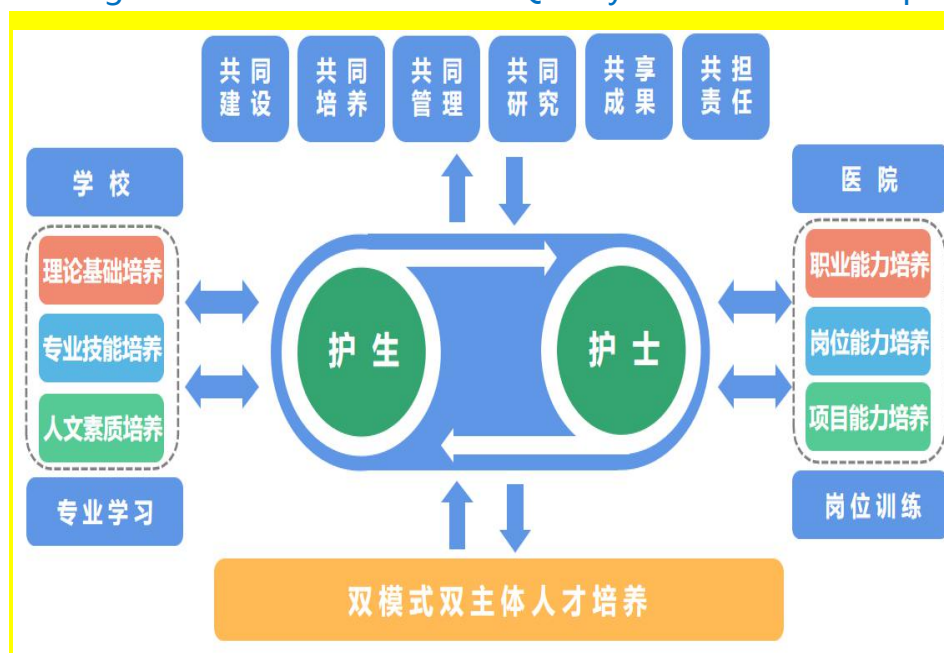 共同 共同 共同 共同 共享 共担
建设 培养 管理 研究 成果 责任
学校
医院
理论基础培养
专业技能培养
人文素质培养
专业学习
护生
护士
职业能力培养
岗位能力培养
项目能力培养
岗位训练
双模式双主体人才培养